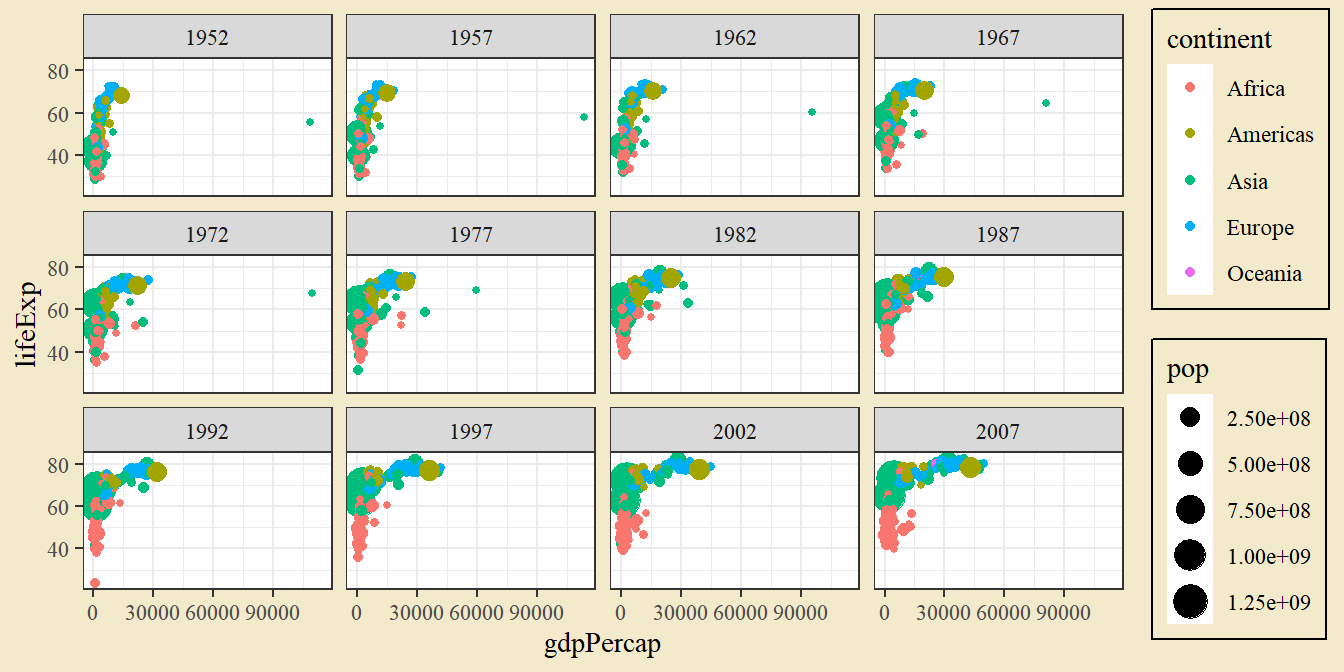 1952 1957 1962 1967
80
60
40
1972 1977 1982 1987
80
60
40
1992 1997 2002 2007
80
60
40
0 30000 60000 90000 0 30000 60000 90000 0 30000 60000 90000 0 30000 60000 90000
gdpPercap
lifeExp
continent
Africa
Americas
Asia
Europe
Oceania
pop
2.50e+08
5.00e+08
7.50e+08
1.00e+09
1.25e+09